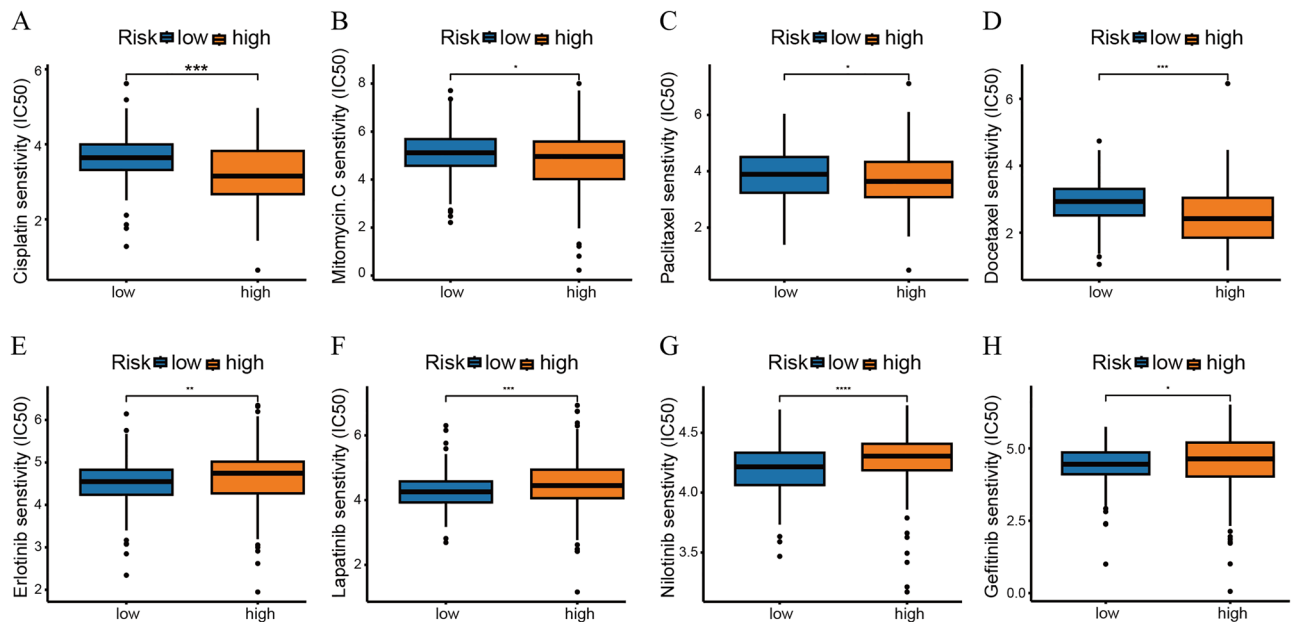 A
Risk low high
***
Cisplatin senstivity (IC50)
6
4
2
low high
B
Risk low high
*
Mitomycin.C senstivity (IC50)
8
6
4
2
0
low high
C
Risk low high
*
Paclitaxel senstivity (IC50)
6
4
2
low high
D
Risk low high
***
Docetaxel senstivity (IC50)
6
4
2
low high
E
Risk low high
**
Erlotinib senstivity (IC50)
6
5
4
3
2
low high
F
Risk low high
***
Lapatinib senstivity (IC50)
6
4
2
low high
G
Risk low high
****
Nilotinib senstivity (IC50)
4.5
4.0
3.5
low high
H
Risk low high
*
Gefitinib senstivity (IC50)
5.0
2.5
0.0
low high